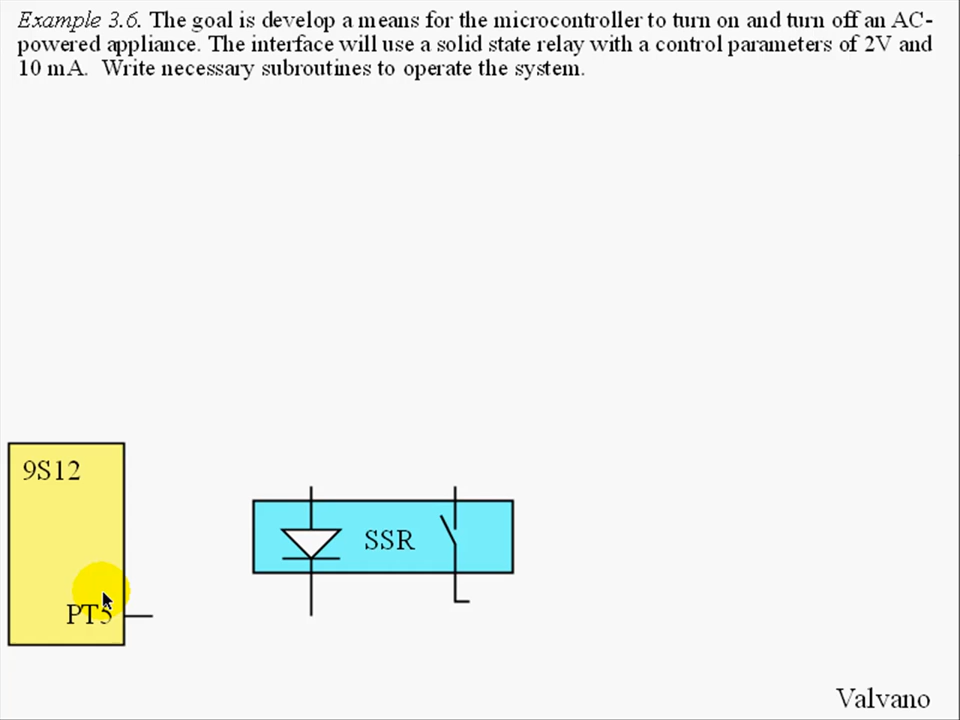 Example 3.6. The goal is develop a means for the microcontroller to turn on and turn off an AC-
powered appliance. The interface will use a solid state relay with a control parameters of 2V and
10 mA.  Write necessary subroutines to operate the system.
9S12
SSR
PT5
Valvano